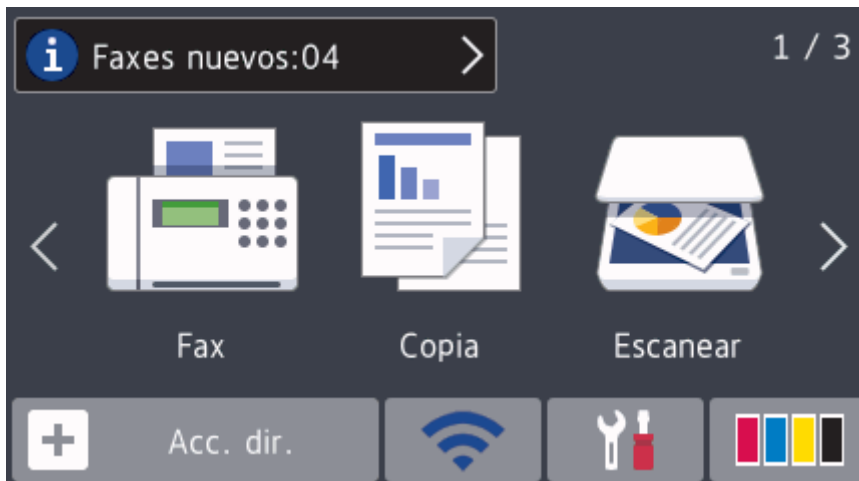 Faxes nuevos:04
1 / 3
Fax
Copia
Escanear
Acc. dir.